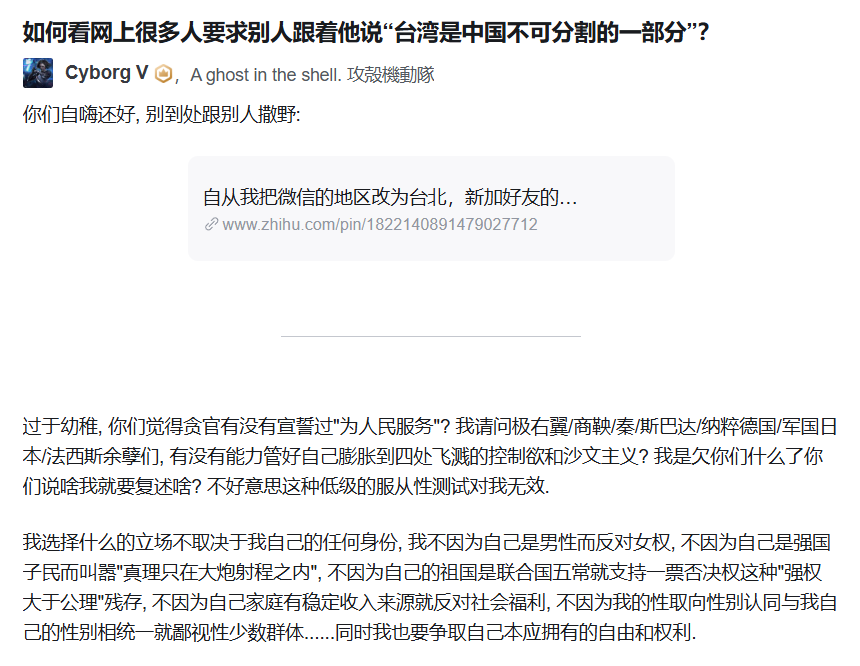 如何看网上很多人要求别人跟着他说“台湾是中国不可分割的一部分”?
Cyborg V , A ghost in the shell. 攻殼機動隊
你们自嗨还好, 别到处跟别人撒野:
自从我把微信的地区改为台北，新加好友的…
www.zhihu.com/pin/1822140891479027712
过于幼稚, 你们觉得贪官有没有宣誓过"为人民服务"? 我请问极右翼/商鞅/秦/斯巴达/纳粹德国/军国日
本/法西斯余孽们, 有没有能力管好自己膨胀到四处飞溅的控制欲和沙文主义? 我是欠你们什么了你
们说啥我就要复述啥? 不好意思这种低级的服从性测试对我无效.
我选择什么的立场不取决于我自己的任何身份, 我不因为自己是男性而反对女权, 不因为自己是强国
子民而叫嚣"真理只在大炮射程之内", 不因为自己的祖国是联合国五常就支持一票否决权这种"强权
大于公理"残存, 不因为自己家庭有稳定收入来源就反对社会福利, 不因为我的性取向性别认同与我自
己的性别相统一就鄙视性少数群体......同时我也要争取自己本应拥有的自由和权利.